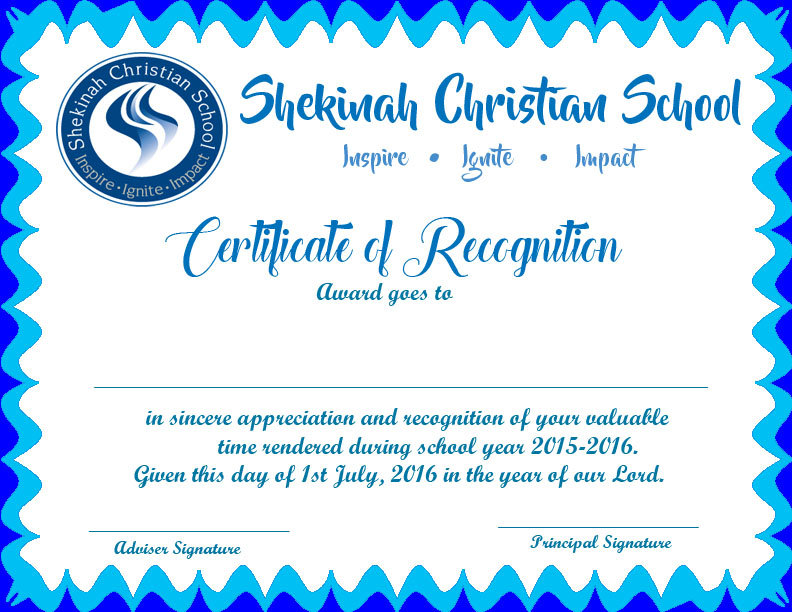 Shekinah Christian School
Inspire • Ignite • Impact
Shekinah Christian School
Inspire • Ignite • Impact
Certificate of Recognition
Award goes to
in sincere appreciation and recognition of your valuable
time rendered during school year 2015-2016.
Given this day of 1st July, 2016 in the year of our Lord.
Adviser Signature
Principal Signature